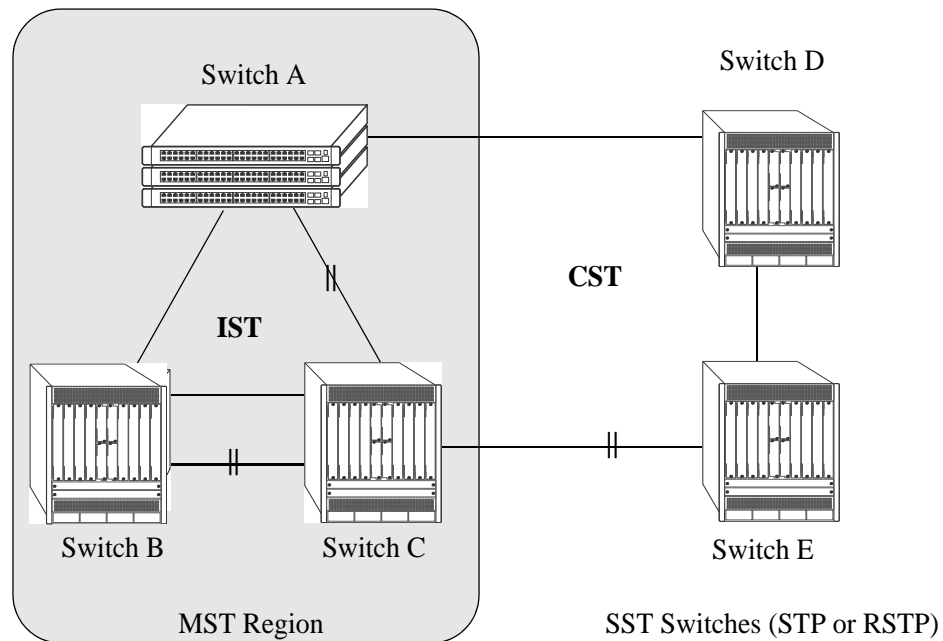 Switch A
Switch D
CST
IST
Switch B
Switch C
Switch E
MST Region
SST Switches (STP or RSTP)